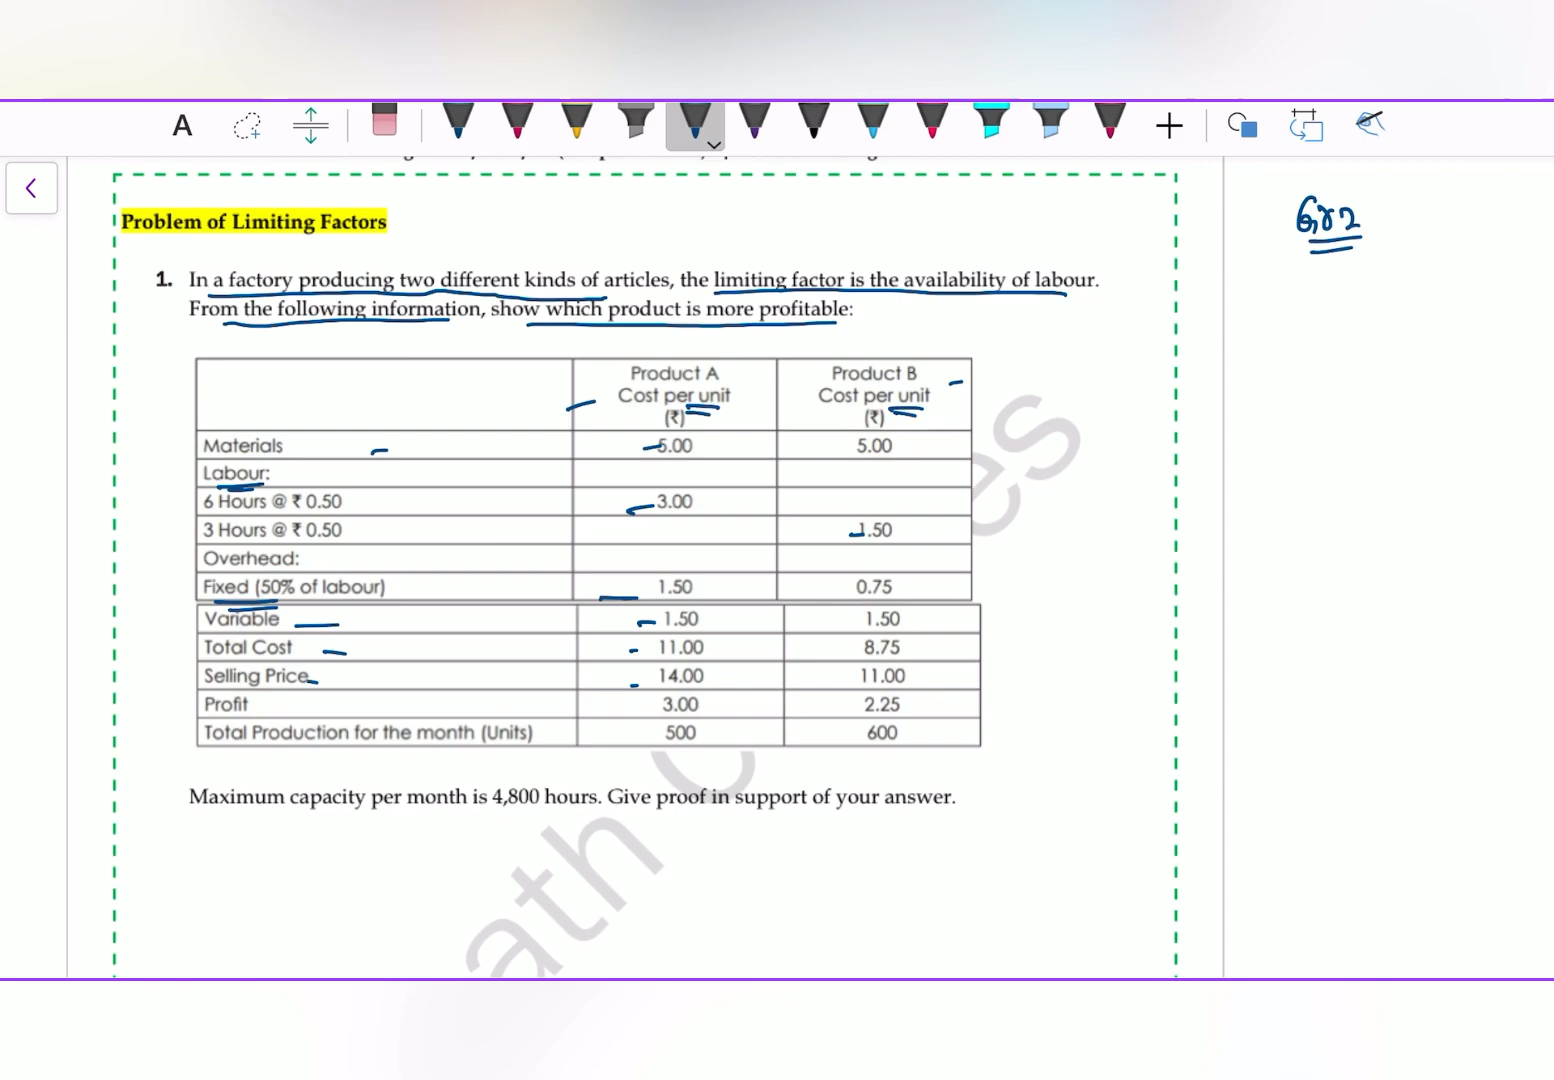 A
Problem of Limiting Factors
1. In a factory producing two different kinds of articles, the limiting factor is the availability of labour.
From the following information, show which product is more profitable:
Product A Cost per unit (₹) Product B Cost per unit (₹)
Materials 5.00 5.00
Labour:
6 Hours @ ₹ 0.50 3.00
3 Hours @ ₹ 0.50 1.50
Overhead:
Fixed (50% of labour) 1.50 0.75
Variable 1.50 1.50
Total Cost 11.00 8.75
Selling Price 14.00 11.00
Profit 3.00 2.25
Total Production for the month (Units) 500 600
Maximum capacity per month is 4,800 hours. Give proof in support of your answer.